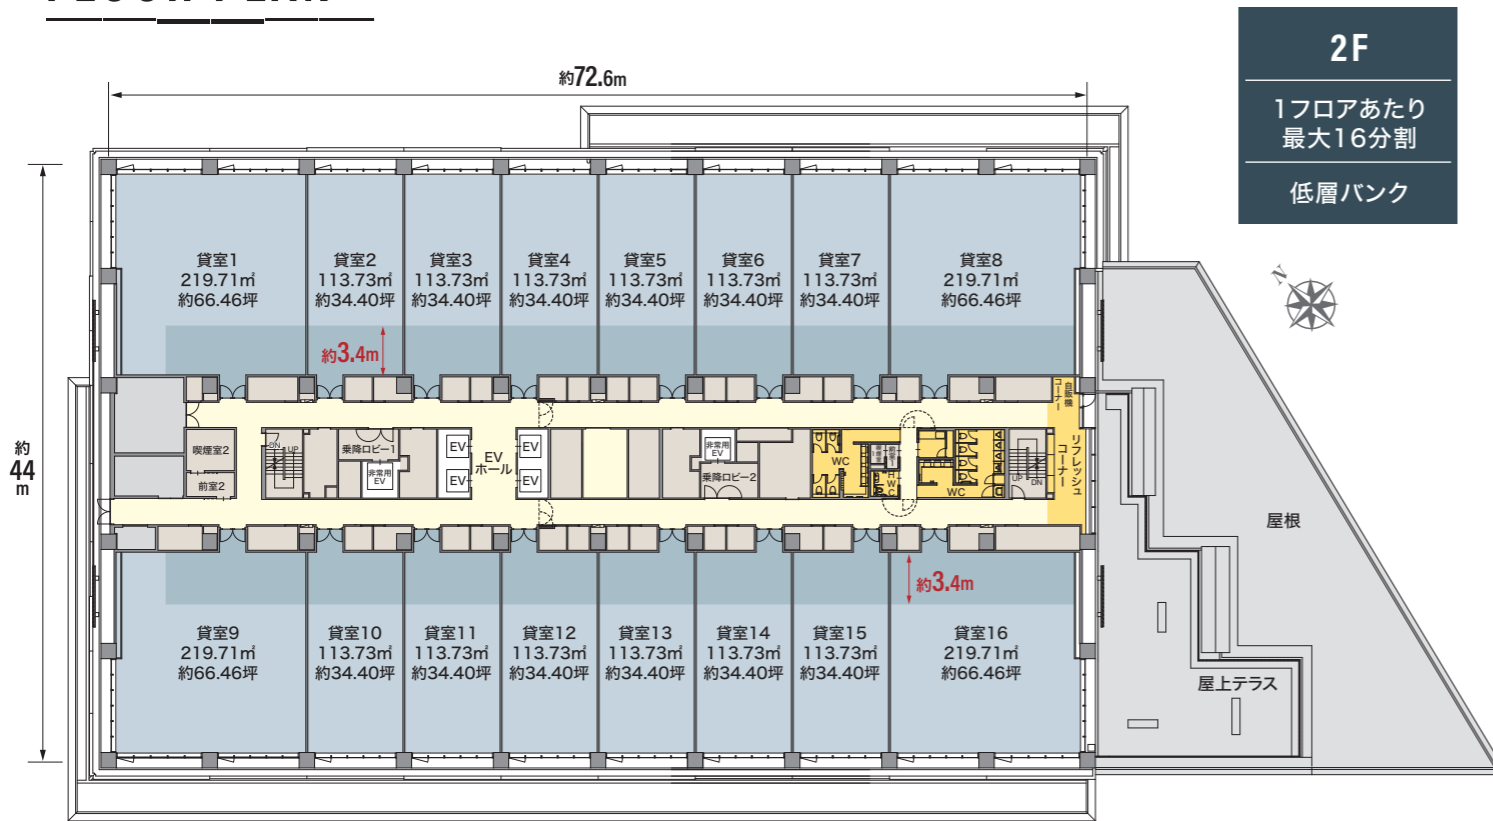 FLOOR PLAN
2F
1フロアあたり
最大16分割
低層バンク
約72.6m
約
44
m
N
貸室1
219.71㎡
約66.46坪
貸室2
113.73㎡
約34.40坪
貸室3
113.73㎡
約34.40坪
貸室4
113.73㎡
約34.40坪
貸室5
113.73㎡
約34.40坪
貸室6
113.73㎡
約34.40坪
貸室7
113.73㎡
約34.40坪
貸室8
219.71㎡
約66.46坪
約3.4m
自販機
コーナー
リフレッシュ
コーナー
喫煙室2
前室2
DN
UP
乗降ロビー1
非常用
EV
EV
EV
EV
ホール
EV
EV
非常用
EV
乗降ロビー2
WC
喫煙室1
前室1
HWC
WC
UP
DN
屋根
屋上テラス
約3.4m
貸室9
219.71㎡
約66.46坪
貸室10
113.73㎡
約34.40坪
貸室11
113.73㎡
約34.40坪
貸室12
113.73㎡
約34.40坪
貸室13
113.73㎡
約34.40坪
貸室14
113.73㎡
約34.40坪
貸室15
113.73㎡
約34.40坪
貸室16
219.71㎡
約66.46坪